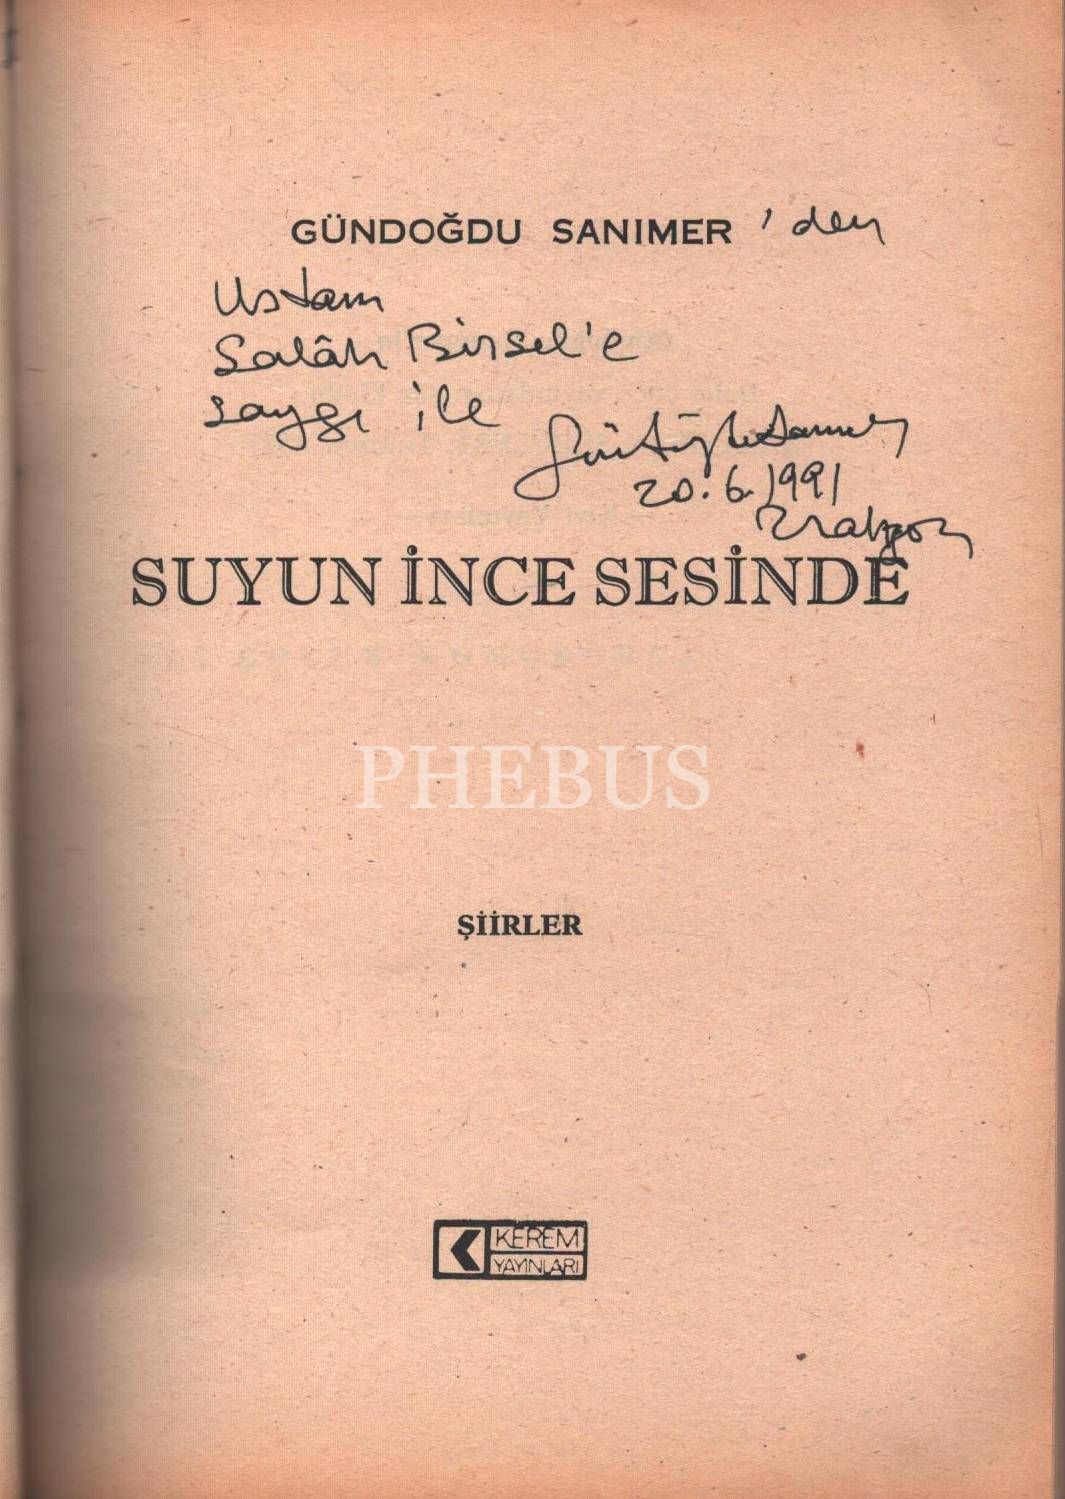 GÜNDOĞDU SANIMER 'den
Ustam
Salâh Birsel'e
saygı ile
20.6.1991
Trabzon
SUYUN İNCE SESİNDE
PHEBUS
ŞİİRLER
KEREM
YAYINLARI